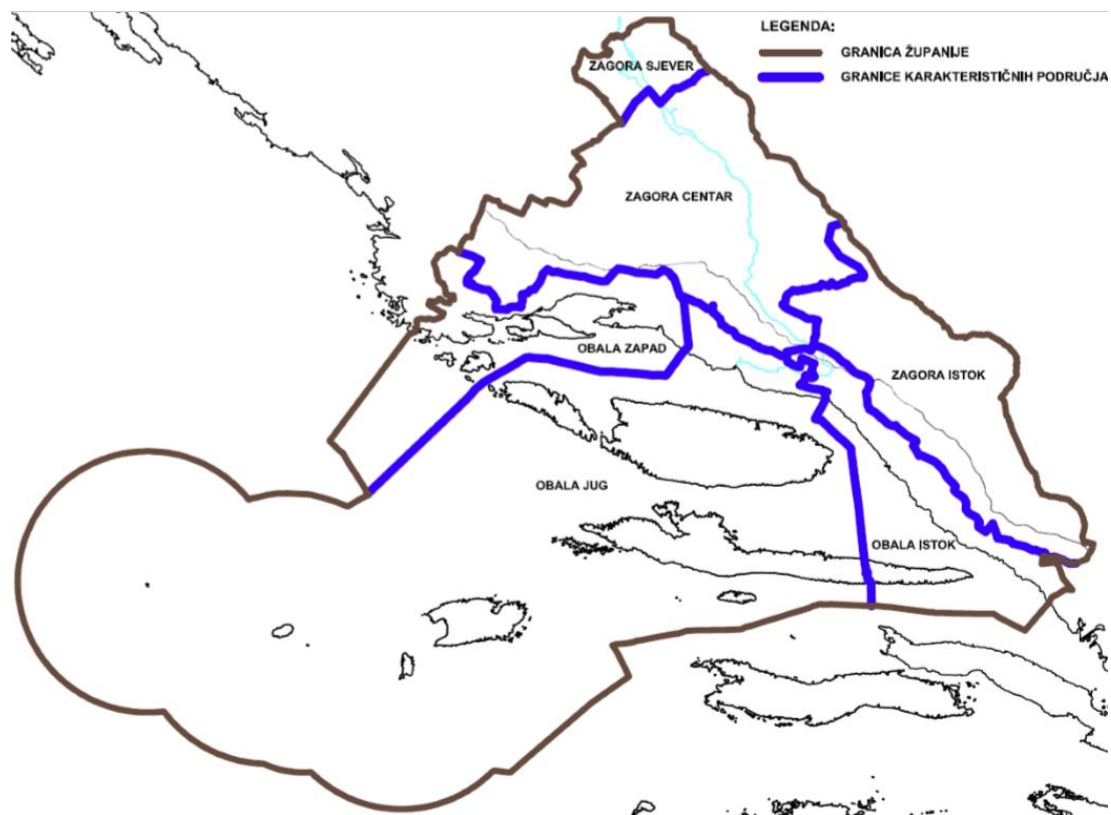 LEGENDA:
GRANICA ŽUPANIJE
GRANICE KARAKTERISTIČNIH PODRUČJA
ZAGORA SJEVER
ZAGORA CENTAR
OBALA ZAPAD
ZAGORA ISTOK
OBALA JUG
OBALA ISTOK